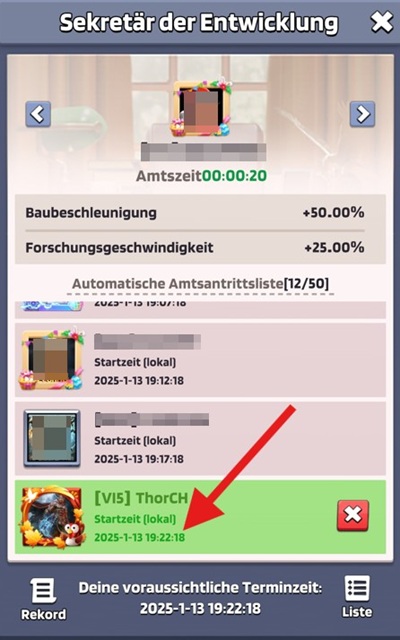 Sekretär der Entwicklung
Amtszeit00:00:20
Baubeschleunigung +50.00%
Forschungsgeschwindigkeit +25.00%
Automatische Amtsantrittsliste[12/50]
2025-1-13 19:07:18
Startzeit (lokal)
2025-1-13 19:12:18
Startzeit (lokal)
2025-1-13 19:17:18
[VI5] ThorCH
Startzeit (lokal)
2025-1-13 19:22:18
Deine voraussichtliche Terminzeit:
2025-1-13 19:22:18
Rekord
Liste